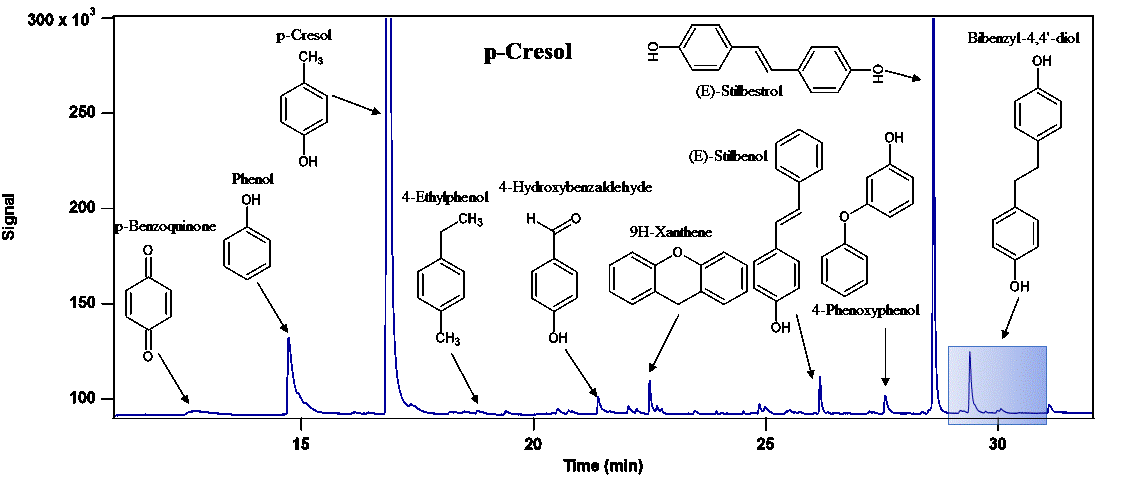 300 x 10³
250
200
150
100
Signal
15
20
25
30
Time (min)
p-Cresol
p-Cresol
CH₃
OH
Phenol
OH
p-Benzoquinone
O
O
4-Ethylphenol
CH₃
CH₃
4-Hydroxybenzaldehyde
H
O
OH
9H-Xanthene
O
(E)-Stilbenol
OH
OH
O
4-Phenoxyphenol
HO
OH
(E)-Stilbestrol
Bibenzyl-4,4'-diol
OH
OH